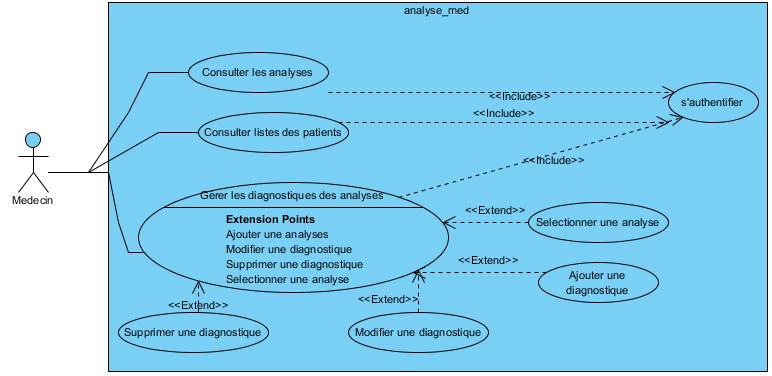 analyse_med
Consulter les analyses
<<Include>>
s'authentifier
<<Include>>
Consulter listes des patients
<<Include>>
Medecin
Gerer les diagnostiques des analyses
Extension Points
Ajouter une analyses
Modifier une diagnostique
Supprimer une diagnostique
Selectionner une analyse
<<Extend>>
Selectionner une analyse
<<Extend>>
Ajouter une
diagnostique
<<Extend>>
Supprimer une diagnostique
<<Extend>>
Modifier une diagnostique